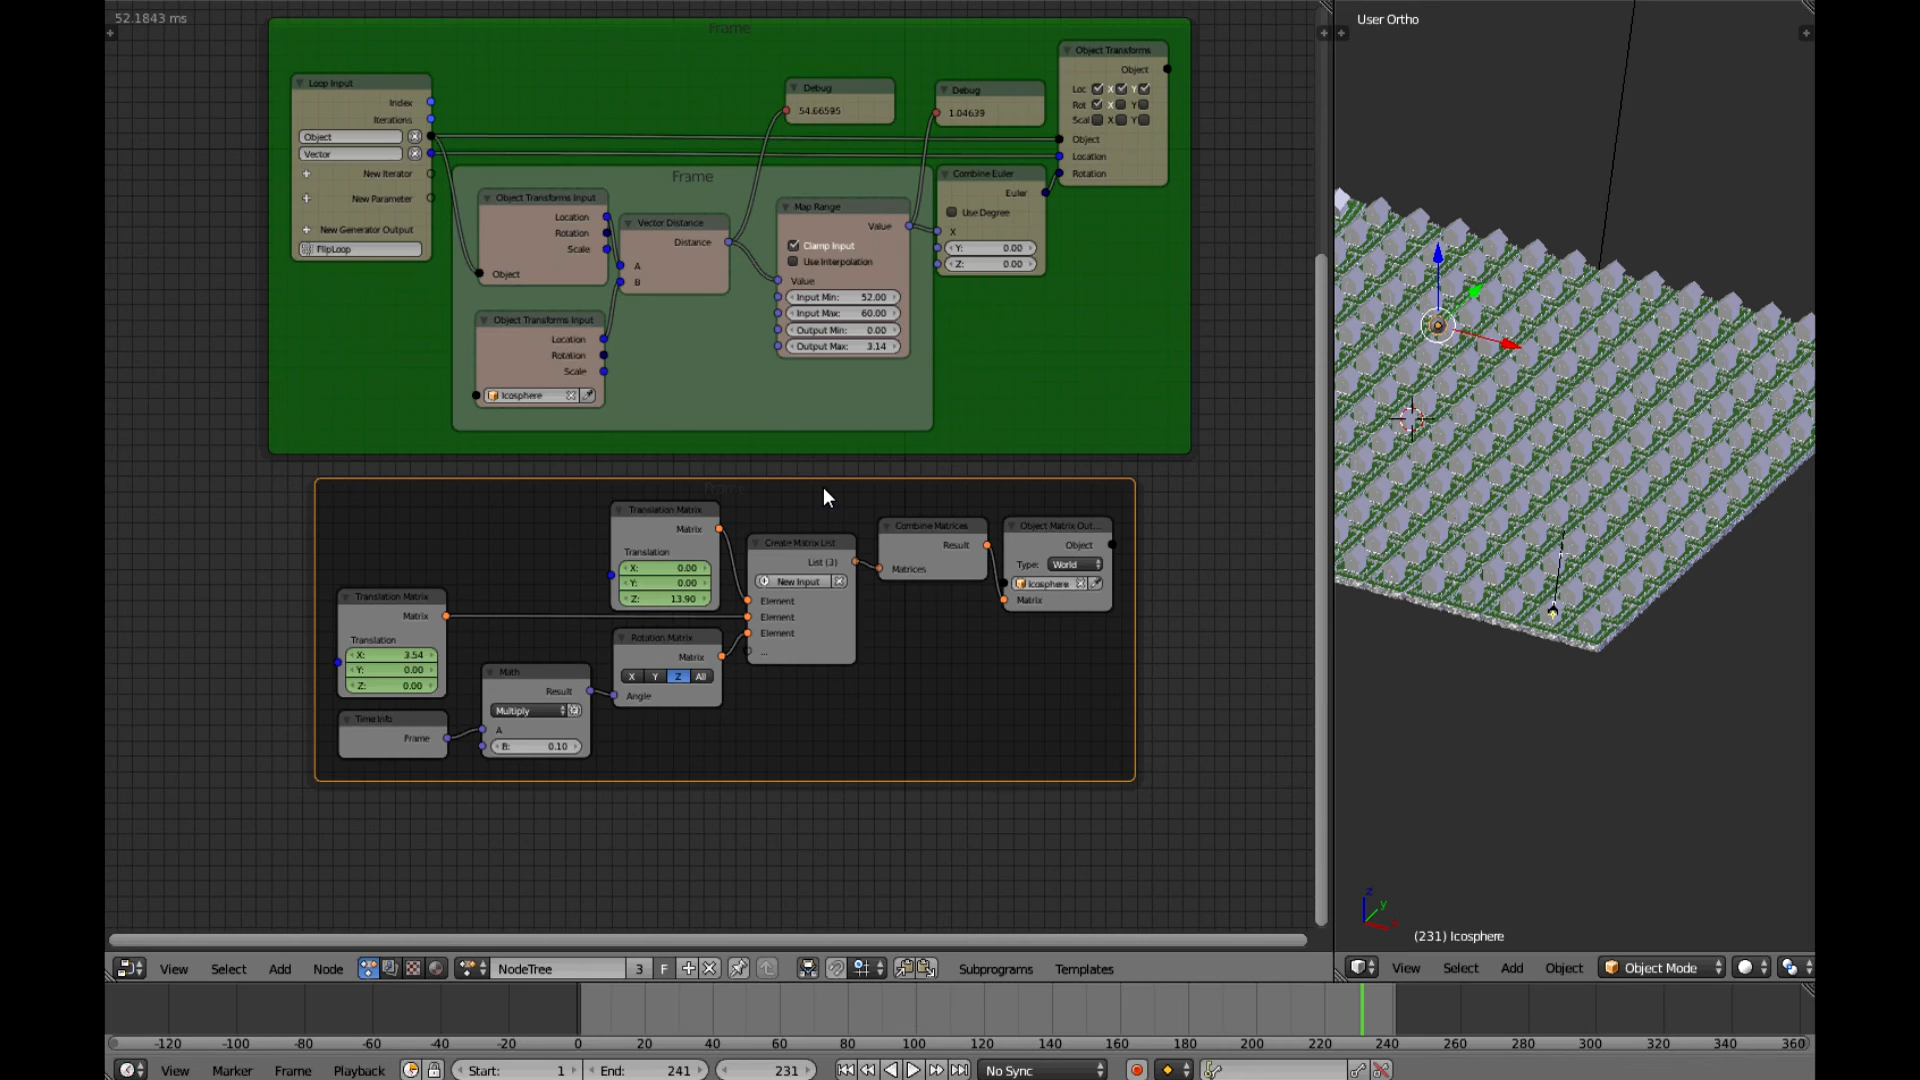 52.1843 ms
Frame
User Ortho
Loop Input
Index
Iterations
Object
Vector
New Iterator
New Parameter
New Generator Output
FlipLoop
Debug
54.66595
Debug
1.04639
Object Transforms
Object
Loc X Y
Rot X Y
Scal X Y
Object
Location
Rotation
Frame
Object Transforms Input
Location
Rotation
Scale
Object
Vector Distance
Distance
A
B
Object Transforms Input
Location
Rotation
Scale
Icosphere
Map Range
Value
Clamp Input
Use Interpolation
Value
Input Min: 52.00
Input Max: 60.00
Output Min: 0.00
Output Max: 3.14
Combine Euler
Euler
Use Degree
X
Y: 0.00
Z: 0.00
Frame
Translation Matrix
Matrix
Translation
X: 0.00
Y: 0.00
Z: 13.90
Create Matrix List
List (3)
New Input
Element
Element
Element
...
Combine Matrices
Result
Matrices
Object Matrix Out...
Object
Type: World
Icosphere
Matrix
Translation Matrix
Matrix
Translation
X: 3.54
Y: 0.00
Z: 0.00
Rotation Matrix
Matrix
X Y Z All
Angle
Math
Result
Multiply
A
B: 0.10
Time Info
Frame
z
y
(231) Icosphere
View Select Add Node NodeTree 3 F Subprograms Templates
View Select Add Object Object Mode
-120 -100 -80 -60 -40 -20 0 20 40 60 80 100 120 140 160 180 200 220 240 260 280 300 320 340 360
View Marker Frame Playback Start: 1 End: 241 231 No Sync